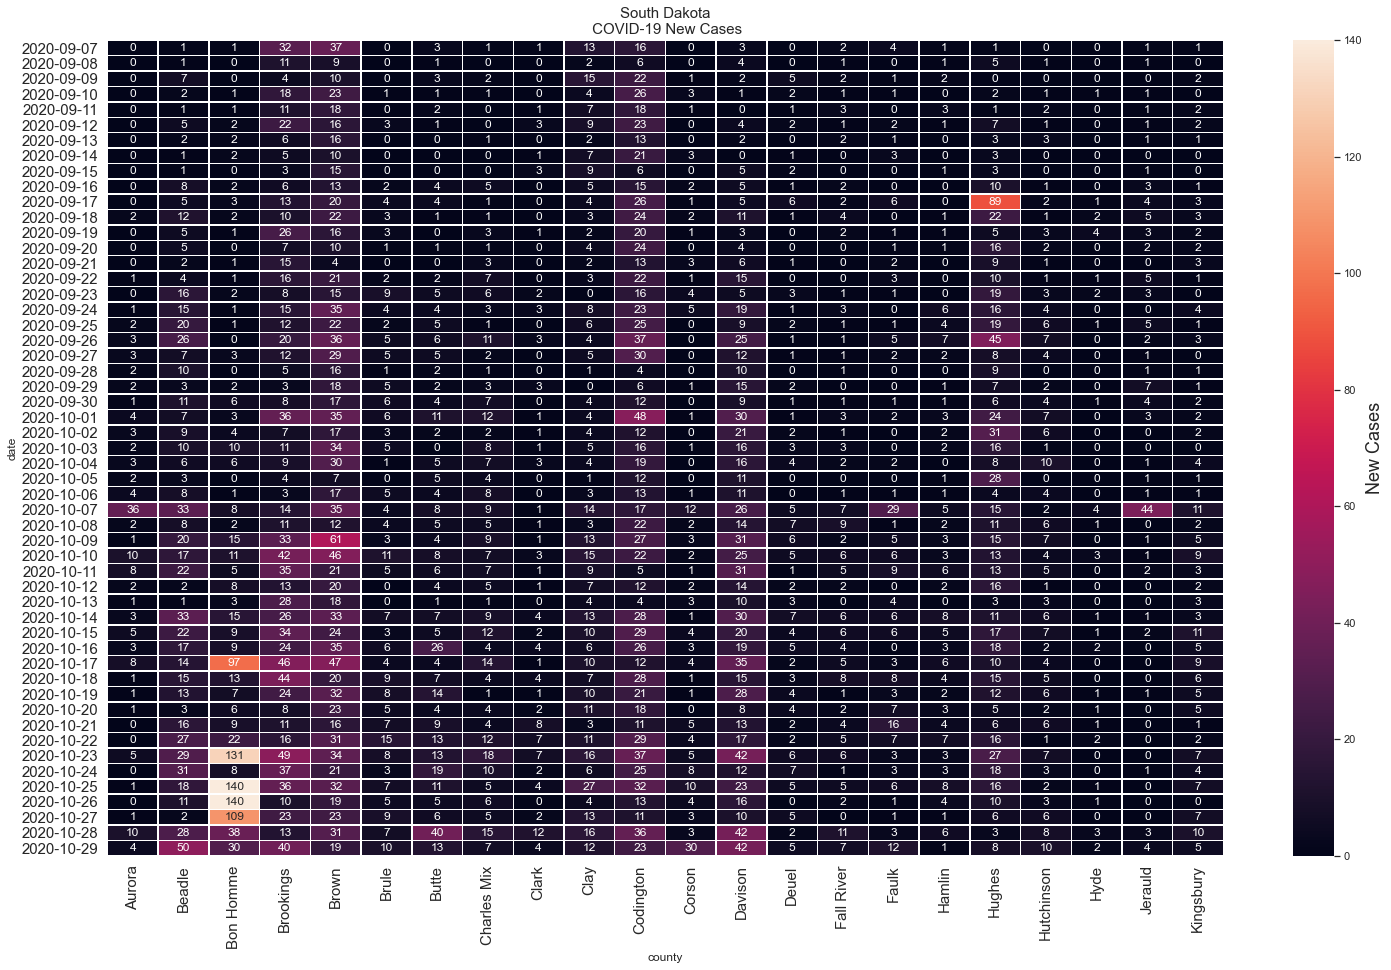 South Dakota
COVID-19 New Cases
2020-09-07 0 1 1 32 37 0 3 1 1 13 16 0 3 0 2 4 1 1 0 0 1 1
2020-09-08 0 1 0 11 9 0 1 0 0 2 6 0 4 0 1 0 1 5 1 0 1 0
2020-09-09 0 7 0 4 10 0 3 2 0 15 22 1 2 5 2 1 2 0 0 0 0 2
2020-09-10 0 2 1 18 23 1 1 1 0 4 26 3 1 2 1 1 0 2 1 1 1 0
2020-09-11 0 1 1 11 18 0 2 0 1 7 18 1 0 1 3 0 3 1 2 0 1 2
2020-09-12 0 5 2 22 16 3 1 0 3 9 23 0 4 2 1 2 1 7 1 0 1 2
2020-09-13 0 2 2 6 16 0 0 1 0 2 13 0 2 0 2 1 0 3 3 0 1 1
2020-09-14 0 1 2 5 10 0 0 0 1 7 21 3 0 1 0 3 0 3 0 0 0 0
2020-09-15 0 1 0 3 15 0 0 0 3 9 6 0 5 2 0 0 1 3 0 0 1 0
2020-09-16 0 8 2 6 13 2 4 5 0 5 15 2 5 1 2 0 0 10 1 0 3 1
2020-09-17 0 5 3 13 20 4 4 1 0 4 26 1 5 6 2 6 0 89 2 1 4 3
2020-09-18 2 12 2 10 22 3 1 1 0 3 24 2 11 1 4 0 1 22 1 2 5 3
2020-09-19 0 5 1 26 16 3 0 3 1 2 20 1 3 0 2 1 1 5 3 4 3 2
2020-09-20 0 5 0 7 10 1 1 1 0 4 24 0 4 0 0 1 1 16 2 0 2 2
2020-09-21 0 2 1 15 4 0 0 3 0 2 13 3 6 1 0 2 0 9 1 0 0 3
2020-09-22 1 4 1 16 21 2 2 7 0 3 22 1 15 0 0 3 0 10 1 1 5 1
2020-09-23 0 16 2 8 15 9 5 6 2 0 16 4 5 3 1 1 0 19 3 2 3 0
2020-09-24 1 15 1 15 35 4 4 3 3 8 23 5 19 1 3 0 6 16 4 0 0 4
2020-09-25 2 20 1 12 22 2 5 1 0 6 25 0 9 2 1 1 4 19 6 1 5 1
2020-09-26 3 26 0 20 36 5 6 11 3 4 37 0 25 1 1 5 7 45 7 0 2 3
2020-09-27 3 7 3 12 29 5 5 2 0 5 30 0 12 1 1 2 2 8 4 0 1 0
2020-09-28 2 10 0 5 16 1 2 1 0 1 4 0 10 0 1 1 0 9 0 0 1 1
2020-09-29 2 3 2 3 18 5 2 3 3 0 6 1 15 2 0 0 1 7 2 0 7 1
2020-09-30 1 11 6 8 17 6 4 7 0 4 12 0 9 1 1 1 1 6 4 1 4 2
2020-10-01 4 7 3 36 35 6 11 12 1 4 48 1 30 1 3 2 3 24 7 0 3 2
2020-10-02 3 9 4 7 17 3 2 2 1 4 12 0 21 2 1 0 2 31 6 0 0 2
2020-10-03 2 10 10 11 34 5 0 8 1 5 16 1 16 3 3 0 2 16 1 0 0 0
2020-10-04 3 6 6 9 30 1 5 7 3 4 19 0 16 4 2 2 0 8 10 0 1 4
2020-10-05 2 3 0 4 7 0 5 4 0 1 12 0 11 0 0 0 1 28 0 0 1 1
2020-10-06 4 8 1 3 17 5 4 8 0 3 13 1 11 0 1 1 1 4 4 0 1 1
2020-10-07 36 33 8 14 35 4 8 9 1 14 17 12 26 5 7 29 5 15 2 4 44 11
2020-10-08 2 8 2 11 12 4 5 5 1 3 22 2 14 7 9 1 2 11 6 1 0 2
2020-10-09 1 20 15 33 61 3 4 9 1 13 27 3 31 6 2 5 3 15 7 0 1 5
2020-10-10 10 17 11 42 46 11 8 7 3 15 22 2 25 5 6 6 3 13 4 3 1 9
2020-10-11 8 22 5 35 21 5 6 7 1 9 5 1 31 1 5 9 6 13 5 0 2 3
2020-10-12 2 2 8 13 20 0 4 5 1 7 12 2 14 2 2 0 2 16 1 0 0 2
2020-10-13 1 1 3 28 18 0 1 1 0 4 4 3 10 3 0 4 0 3 3 0 0 3
2020-10-14 3 33 15 26 33 7 7 9 4 13 28 1 30 7 6 6 8 11 6 1 1 3
2020-10-15 5 22 9 34 24 3 5 12 2 10 29 4 20 4 6 6 5 17 7 1 2 11
2020-10-16 3 17 9 24 35 6 26 4 4 6 26 3 19 5 4 0 3 18 2 2 0 5
2020-10-17 8 14 97 46 47 4 4 14 1 10 12 4 35 2 5 3 6 10 4 0 0 9
2020-10-18 1 15 13 44 20 9 7 4 4 7 28 1 15 3 8 8 4 15 5 0 0 6
2020-10-19 1 13 7 24 32 8 14 1 1 10 21 1 28 4 1 3 2 12 6 1 1 5
2020-10-20 1 3 6 8 23 5 4 4 2 11 18 0 8 4 2 7 3 5 1 0 0 5
2020-10-21 0 16 9 11 16 7 9 4 8 3 11 5 13 2 4 16 4 6 6 1 0 1
2020-10-22 0 27 22 16 31 15 13 12 7 11 29 4 17 2 5 7 7 16 1 2 0 2
2020-10-23 5 29 131 49 34 8 13 18 7 16 37 5 42 6 6 3 3 27 7 0 0 7
2020-10-24 0 31 8 37 21 3 19 10 2 6 25 8 12 7 1 3 3 18 3 0 1 4
2020-10-25 1 18 140 36 32 7 11 5 4 27 32 10 23 5 5 6 8 16 2 1 0 7
2020-10-26 0 11 140 10 19 5 5 6 0 4 13 4 16 0 2 1 4 10 3 1 0 0
2020-10-27 1 2 109 23 23 9 6 5 2 13 11 3 10 5 0 1 1 6 6 0 0 7
2020-10-28 10 28 38 13 31 7 40 15 12 16 36 3 42 2 11 3 6 3 8 3 3 10
2020-10-29 4 50 30 40 19 10 13 7 4 12 23 30 42 5 7 12 1 8 10 2 4 5
date
Aurora Beadle Bon Homme Brookings Brown Brule Butte Charles Mix Clark Clay Codington Corson Davison Deuel Fall River Faulk Hamlin Hughes Hutchinson Hyde Jerauld Kingsbury
county
140
120
100
80
60
40
20
0
New Cases